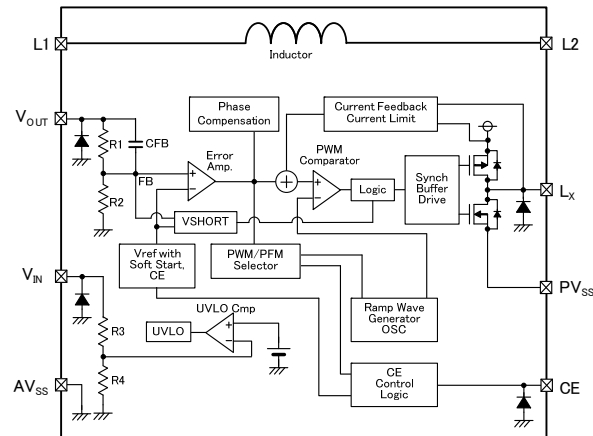 L1
L2
Inductor
Phase
Compensation
Current Feedback
Current Limit
VOUT
R1
CFB
Error
Amp.
PWM
Comparator
FB
+
-
+
+
-
Logic
Synch
Buffer
Drive
LX
R2
VSHORT
Vref with
Soft Start,
CE
PWM/PFM
Selector
VIN
PVSS
Ramp Wave
Generator
OSC
UVLO Cmp
R3
UVLO
+
-
R4
AVSS
CE
Control
Logic
CE